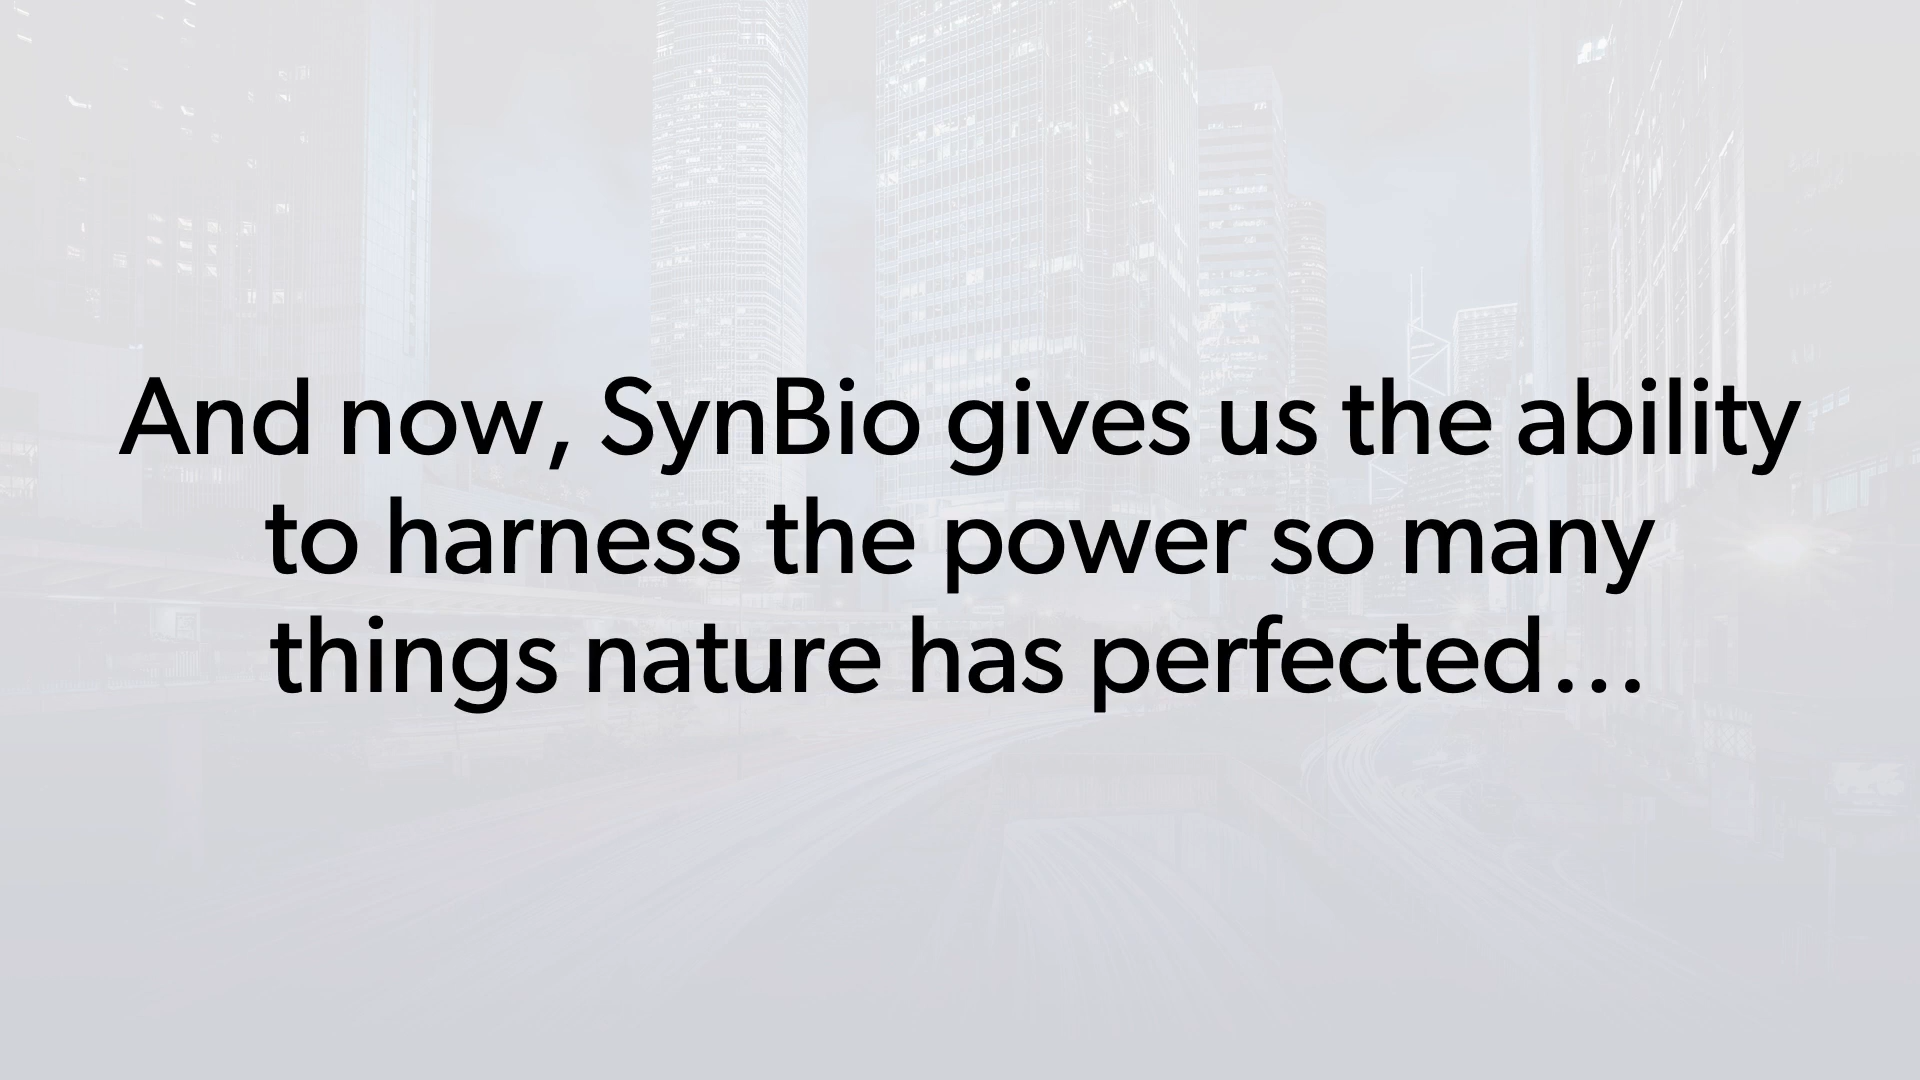 And now, SynBio gives us the ability
to harness the power so many
things nature has perfected…